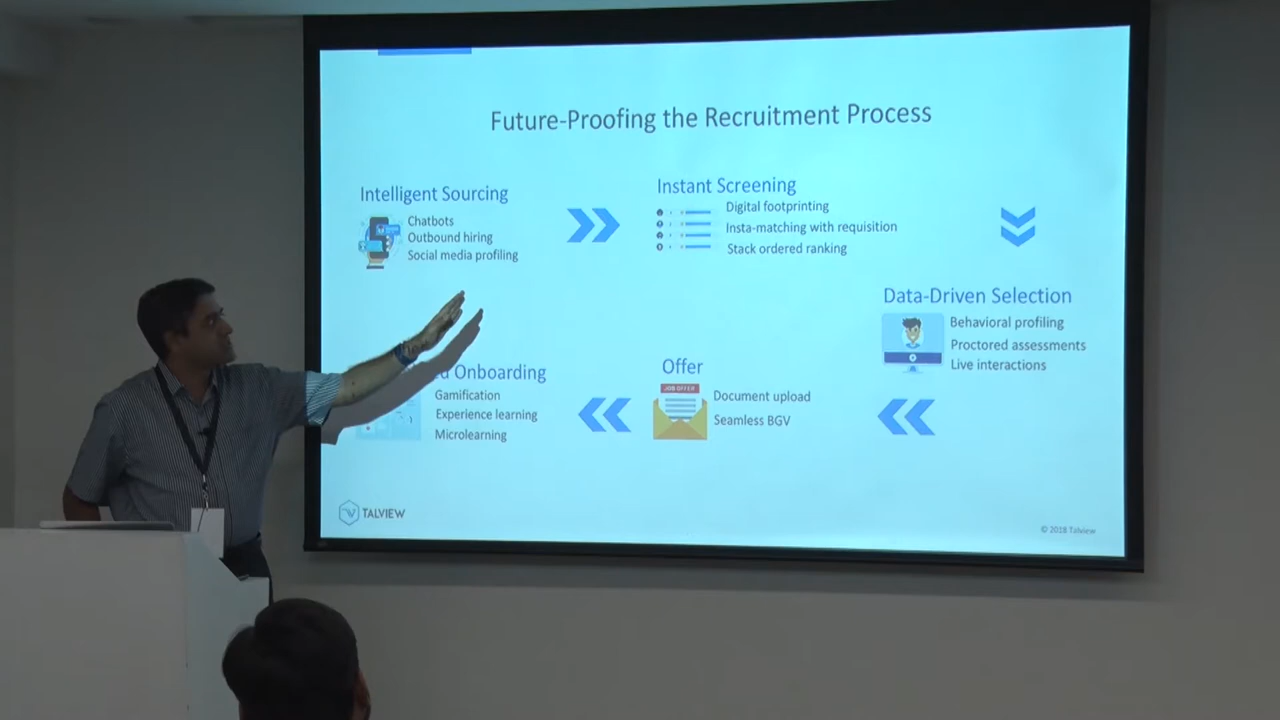 Future-Proofing the Recruitment Process
Intelligent Sourcing
Chatbots
Outbound hiring
Social media profiling
Instant Screening
Digital footprinting
Insta-matching with requisition
Stack ordered ranking
Data-Driven Selection
Behavioral profiling
Proctored assessments
Live interactions
Offer
JOB OFFER
Document upload
Seamless BGV
Onboarding
Gamification
Experience learning
Microlearning
TALVIEW
© 2018 Talview